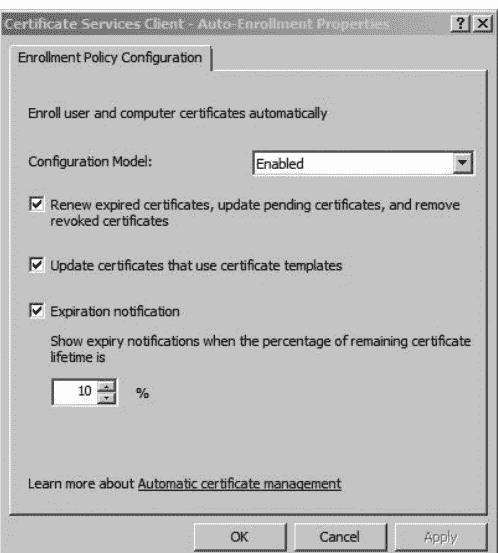 Certificate Services Client - Auto-Enrollment Properties
Enrollment Policy Configuration
Enroll user and computer certificates automatically
Configuration Model: Enabled
Renew expired certificates, update pending certificates, and remove
revoked certificates
Update certificates that use certificate templates
Expiration notification
Show expiry notifications when the percentage of remaining certificate
lifetime is
10 %
Learn more about Automatic certificate management
OK Cancel Apply